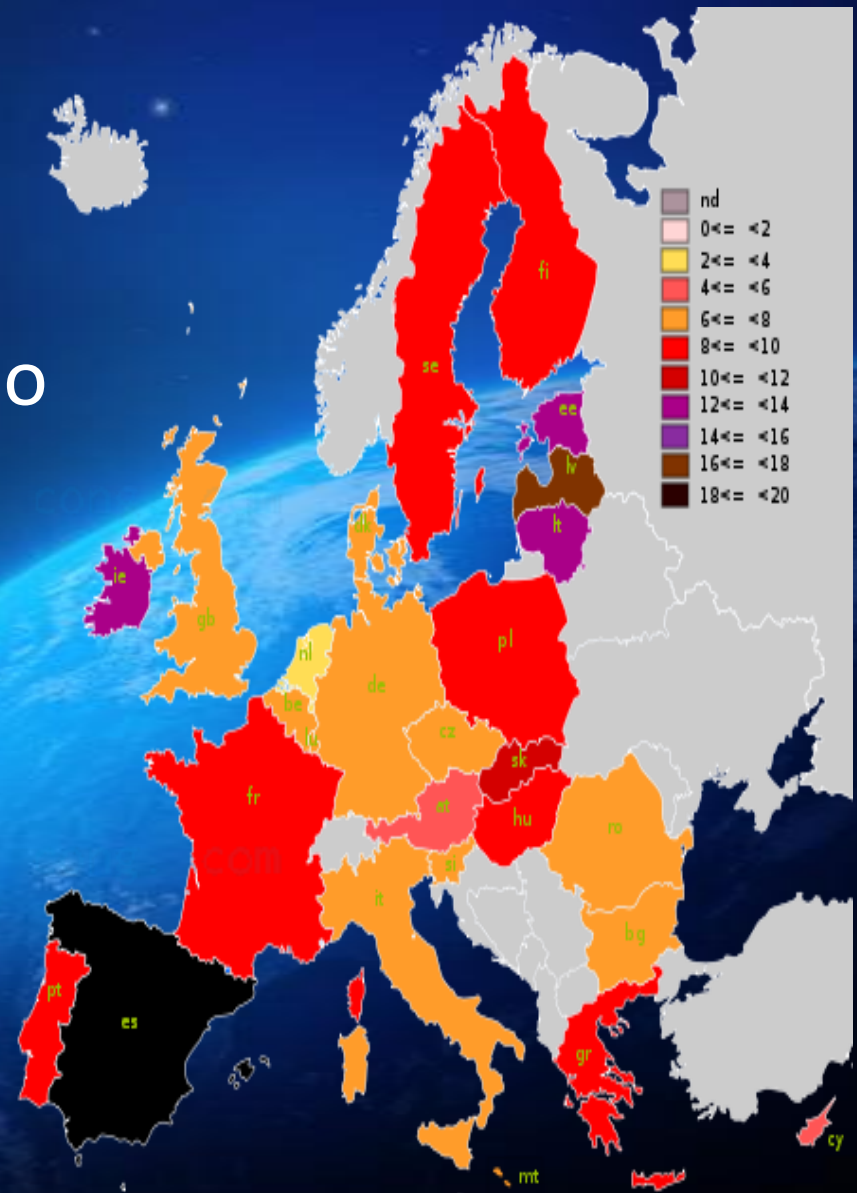 nd
0<= <2
2<= <4
4<= <6
6<= <8
8<= <10
10<= <12
12<= <14
14<= <16
16<= <18
18<= <20
o
fi
se
ee
lv
lt
dk
ie
gb
nl
pl
de
be
lu
cz
sk
fr
at
hu
ro
si
it
bg
pt
es
gr
cy
mt
com